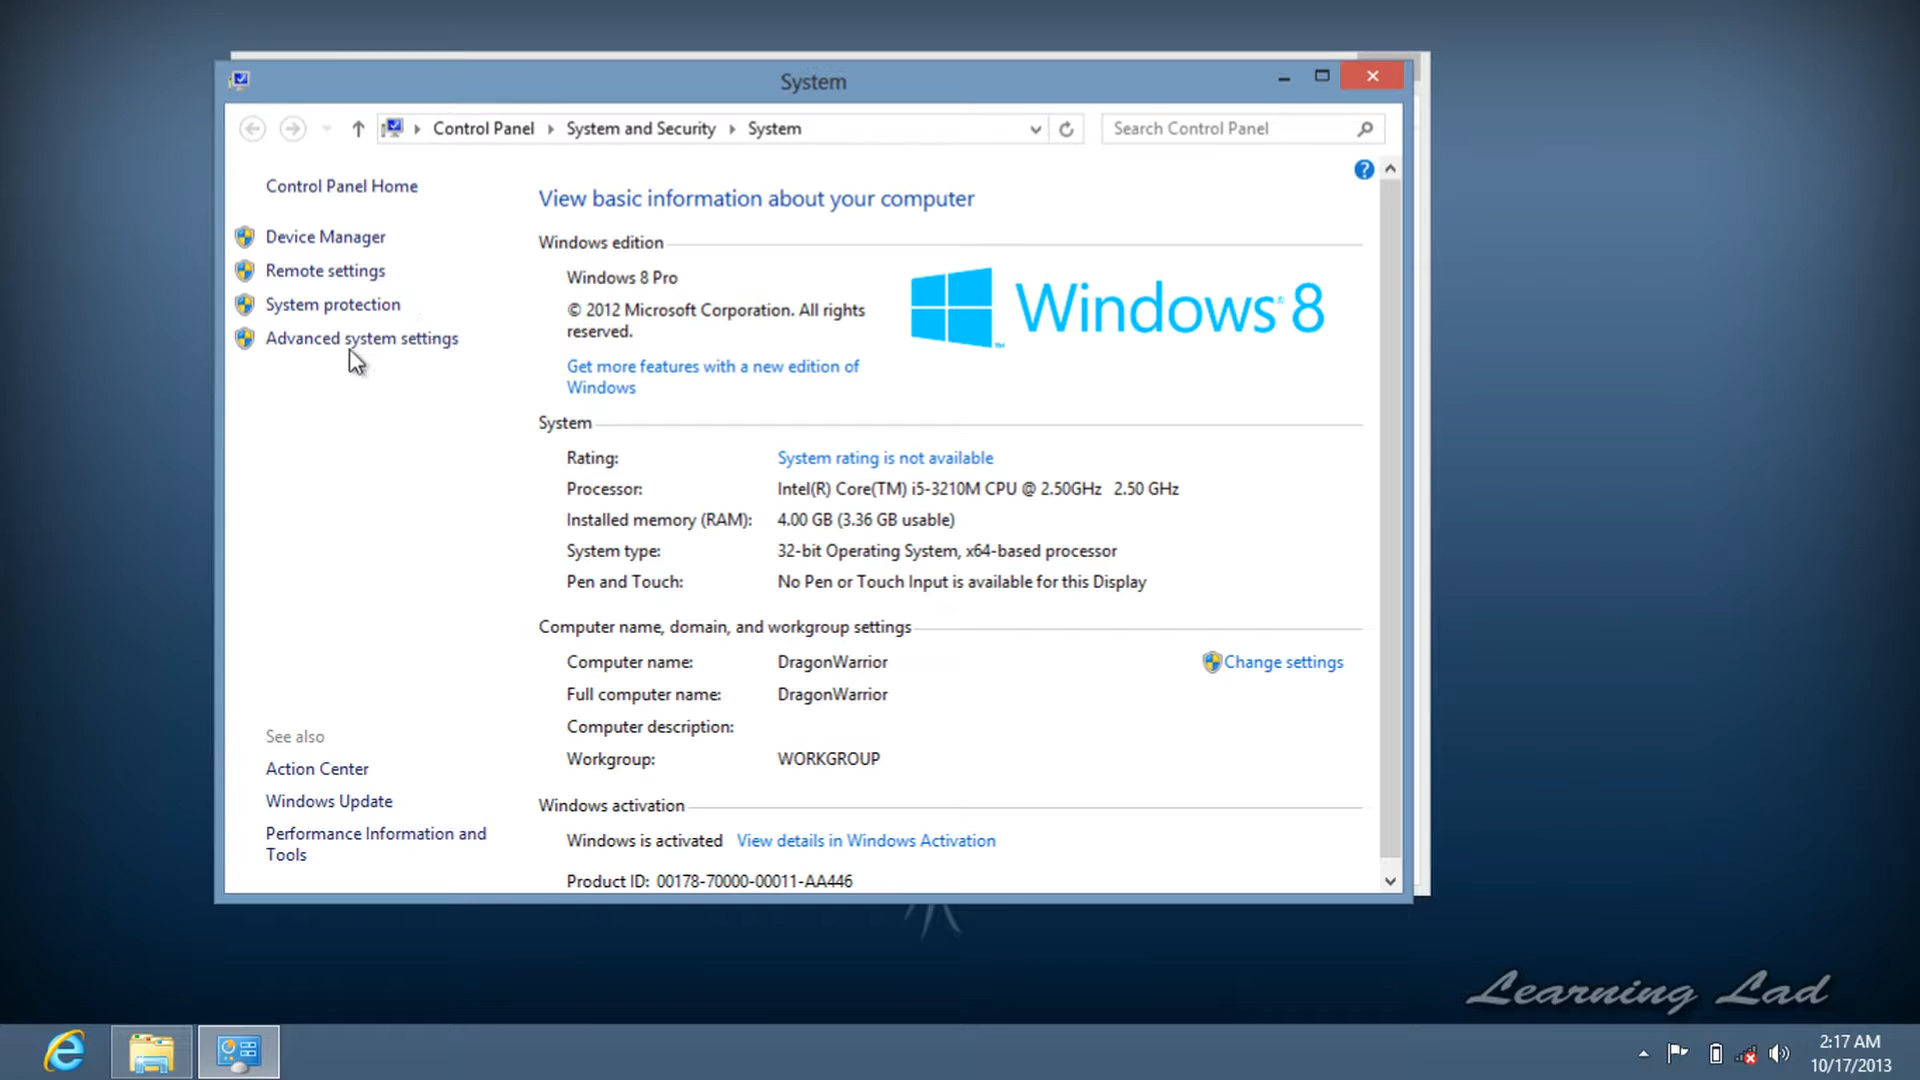 System
Control Panel System and Security System
Search Control Panel
Control Panel Home
Device Manager
Remote settings
System protection
Advanced system settings
See also
Action Center
Windows Update
Performance Information and
Tools
View basic information about your computer
Windows edition
Windows 8 Pro
© 2012 Microsoft Corporation. All rights
reserved.
Get more features with a new edition of
Windows
Windows® 8
System
Rating: System rating is not available
Processor: Intel(R) Core(TM) i5-3210M CPU @ 2.50GHz 2.50 GHz
Installed memory (RAM): 4.00 GB (3.36 GB usable)
System type: 32-bit Operating System, x64-based processor
Pen and Touch: No Pen or Touch Input is available for this Display
Computer name, domain, and workgroup settings
Computer name: DragonWarrior Change settings
Full computer name: DragonWarrior
Computer description:
Workgroup: WORKGROUP
Windows activation
Windows is activated View details in Windows Activation
Product ID: 00178-70000-00011-AA446
Learning Lad
2:17 AM
10/17/2013